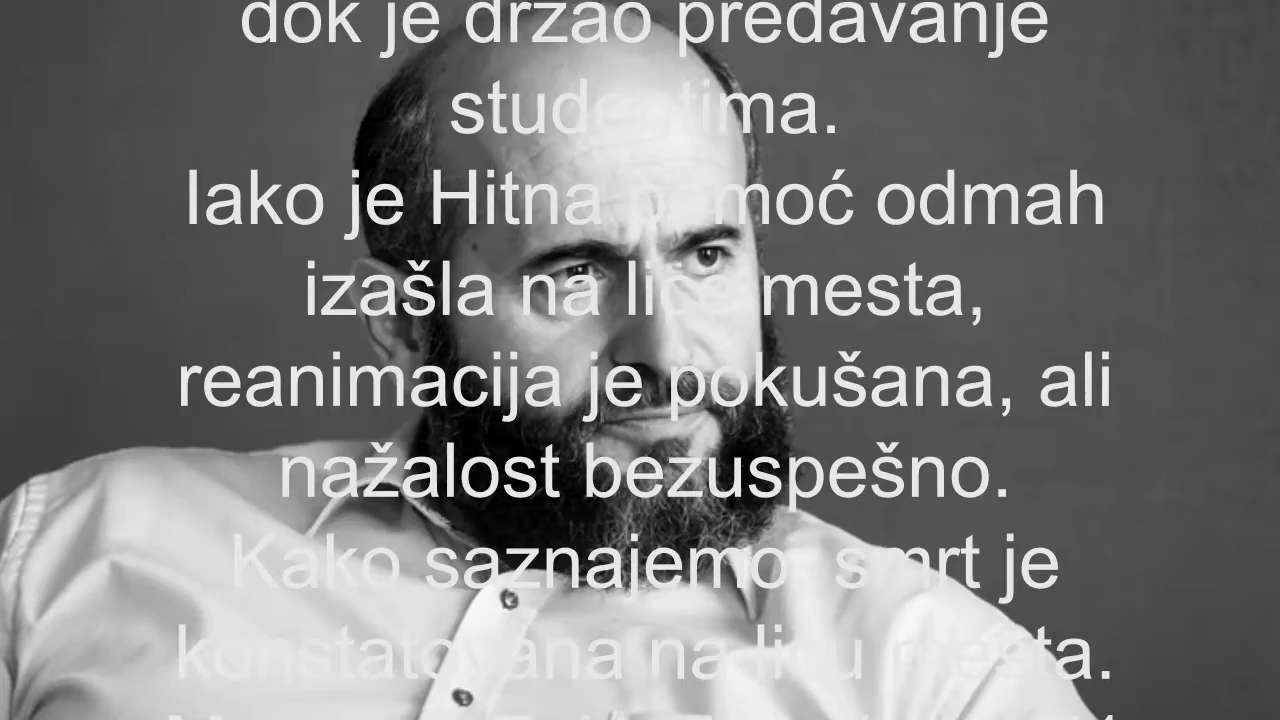 dok je držao predavanje
studentima.
Iako je Hitna pomoć odmah
izašla na lice mesta,
reanimacija je pokušana, ali
nažalost bezuspešno.
Kako saznajemo, smrt je
konstatovana na licu mesta.